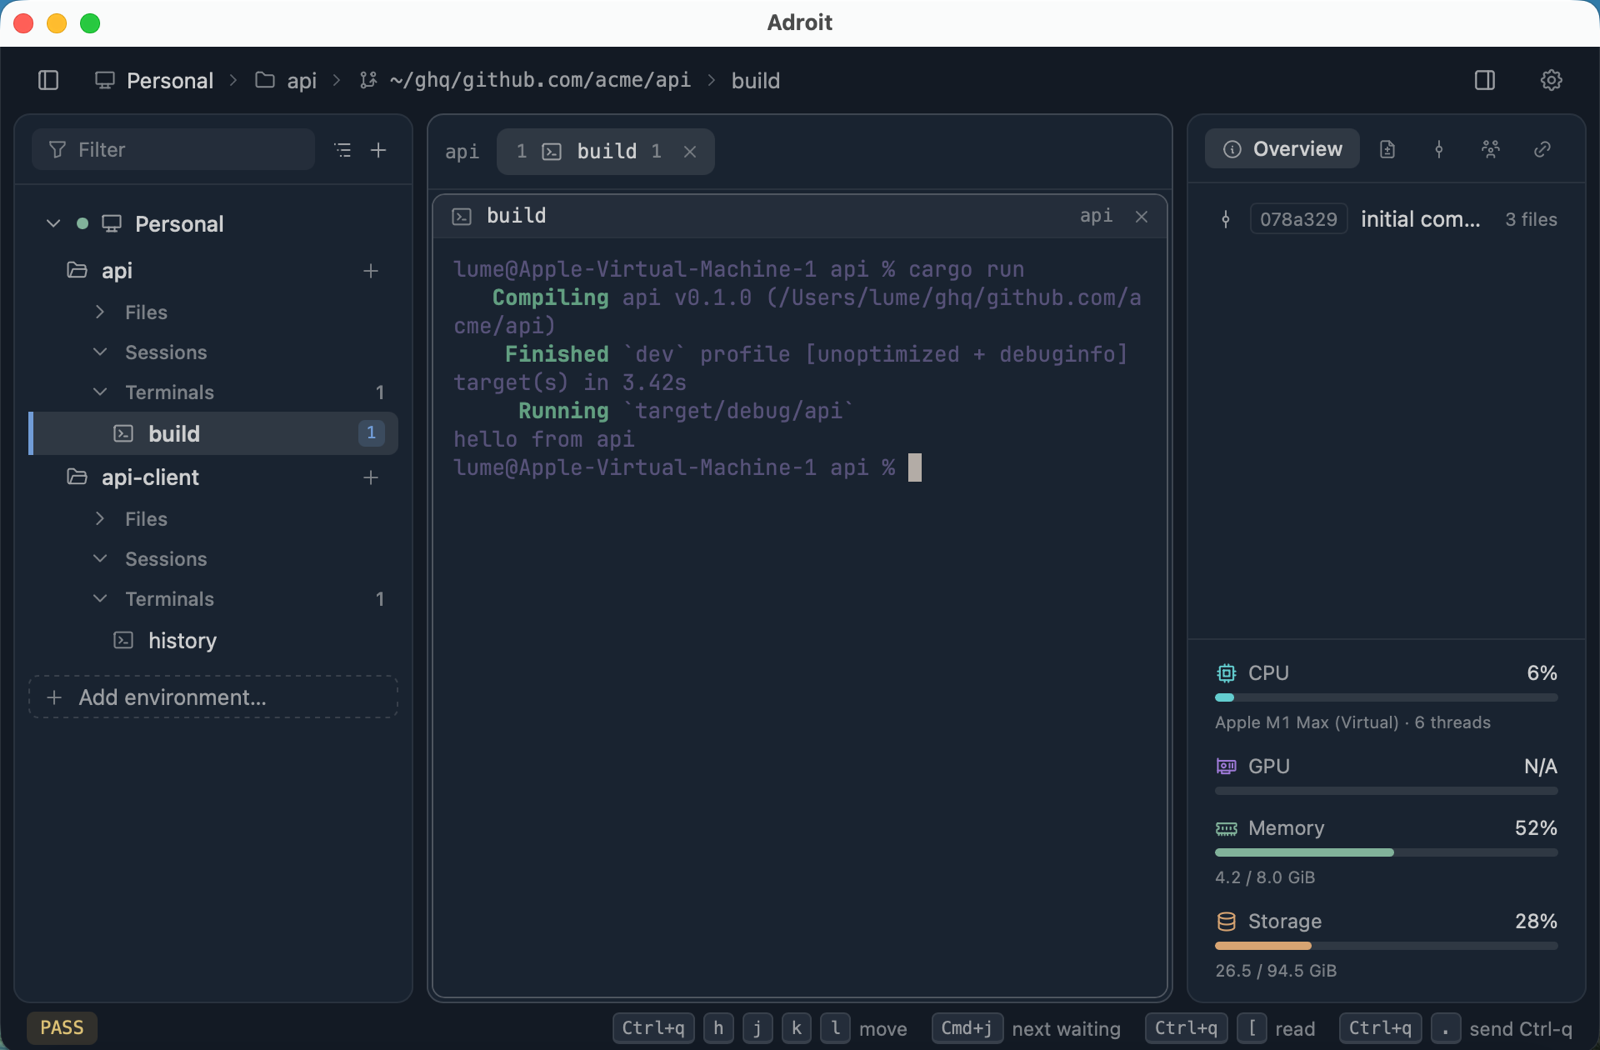 Adroit
Personal > api > ~/ghq/github.com/acme/api > build
Filter
Personal
api
Files
Sessions
Terminals 1
build 1
api-client
Files
Sessions
Terminals 1
history
Add environment...
api 1 build 1
build api
lume@Apple-Virtual-Machine-1 api % cargo run
Compiling api v0.1.0 (/Users/lume/ghq/github.com/a
cme/api)
Finished `dev` profile [unoptimized + debuginfo]
target(s) in 3.42s
Running `target/debug/api`
hello from api
lume@Apple-Virtual-Machine-1 api %
Overview
078a329 initial com... 3 files
CPU 6%
Apple M1 Max (Virtual) · 6 threads
GPU N/A
Memory 52%
4.2 / 8.0 GiB
Storage 28%
26.5 / 94.5 GiB
PASS
Ctrl+q h j k l move Cmd+j next waiting Ctrl+q [ read Ctrl+q . send Ctrl-q